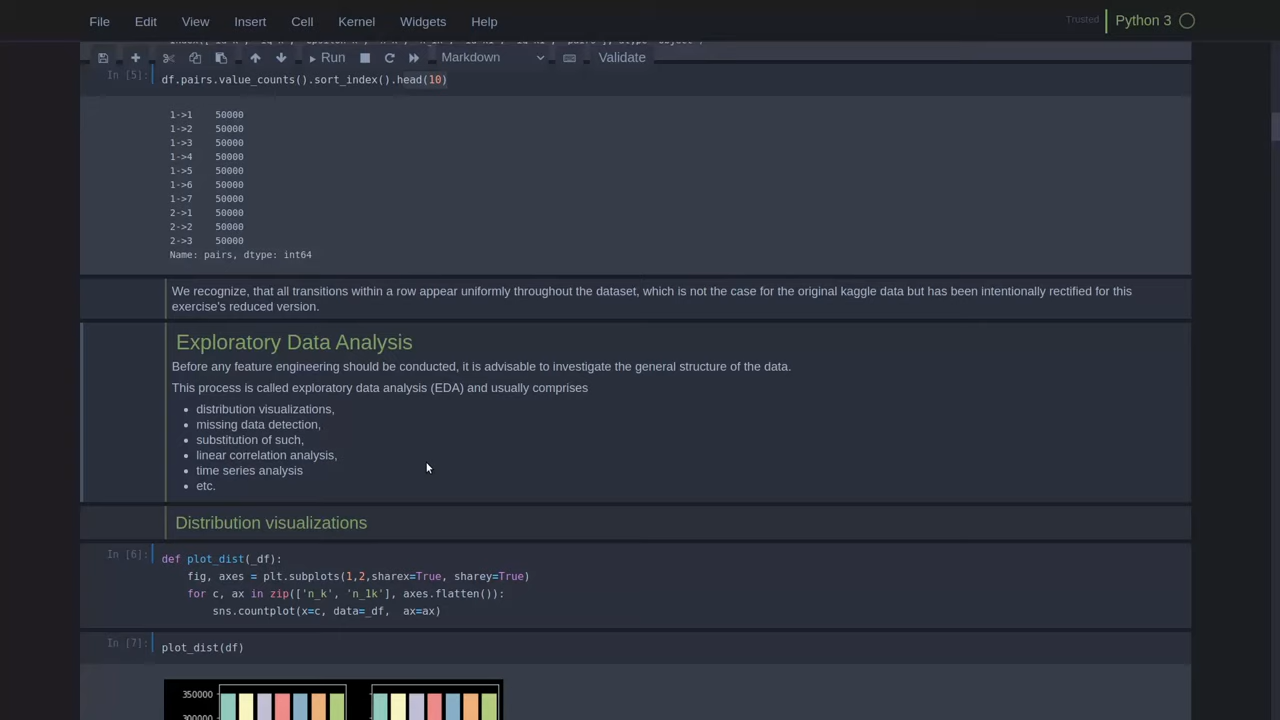 File Edit View Insert Cell Kernel Widgets Help Trusted Python 3
Run Markdown Validate
In [5]: df.pairs.value_counts().sort_index().head(10)
1->1 50000
1->2 50000
1->3 50000
1->4 50000
1->5 50000
1->6 50000
1->7 50000
2->1 50000
2->2 50000
2->3 50000
Name: pairs, dtype: int64
We recognize, that all transitions within a row appear uniformly throughout the dataset, which is not the case for the original kaggle data but has been intentionally rectified for this
exercise's reduced version.
Exploratory Data Analysis
Before any feature engineering should be conducted, it is advisable to investigate the general structure of the data.
This process is called exploratory data analysis (EDA) and usually comprises
• distribution visualizations,
• missing data detection,
• substitution of such,
• linear correlation analysis,
• time series analysis
• etc.
Distribution visualizations
In [6]: def plot_dist(_df):
fig, axes = plt.subplots(1,2,sharex=True, sharey=True)
for c, ax in zip(['n_k', 'n_1k'], axes.flatten()):
sns.countplot(x=c, data=_df, ax=ax)
In [7]: plot_dist(df)
350000
300000